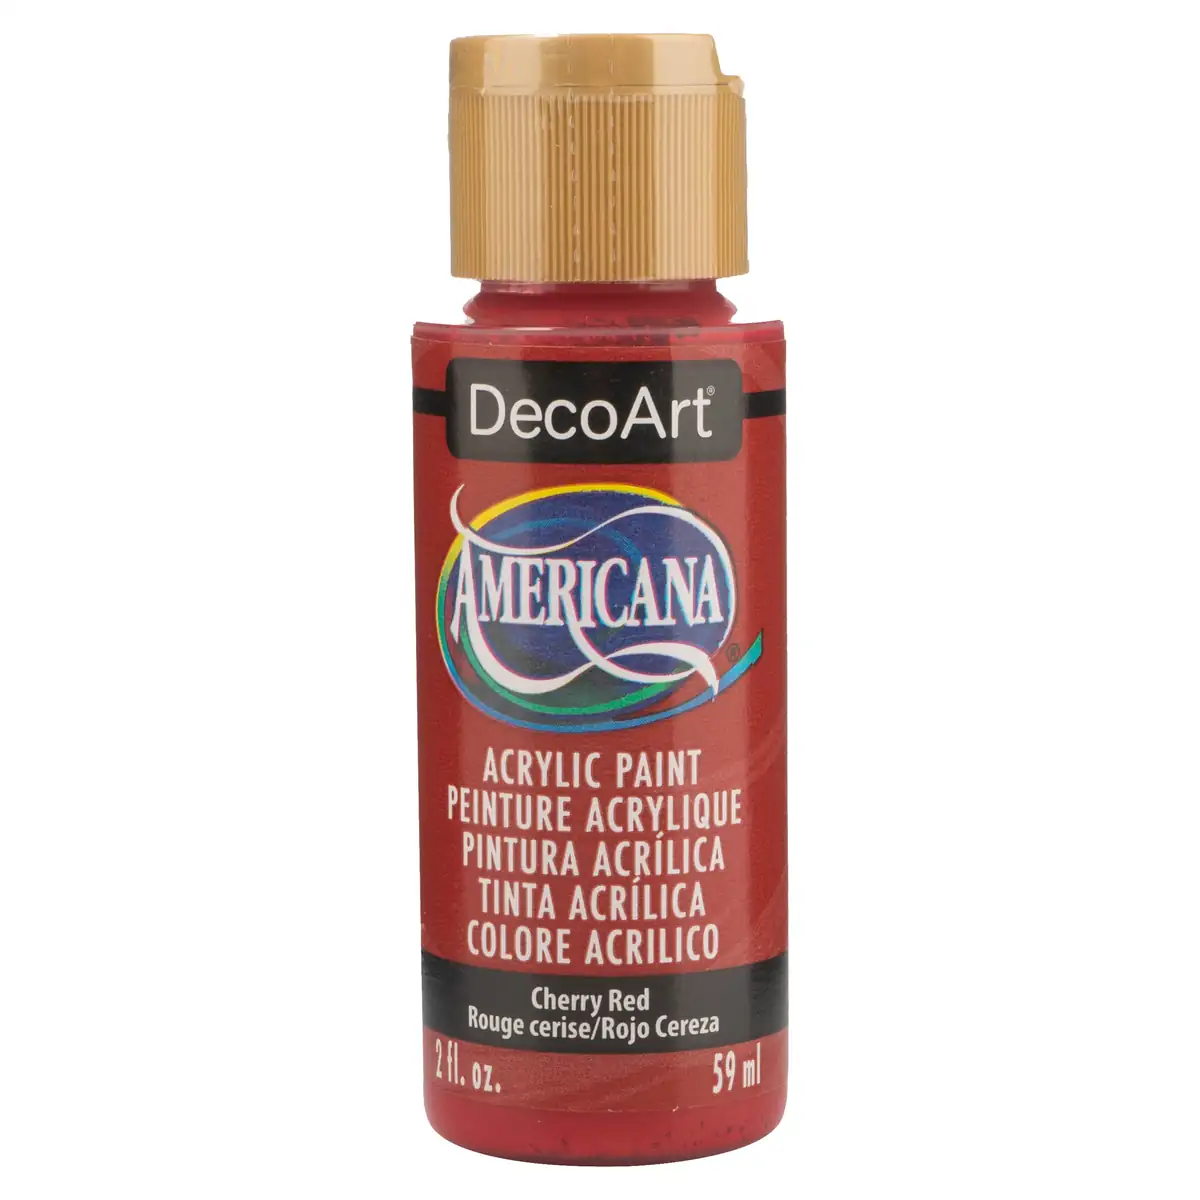 DecoArt®
AMERICANA®
ACRYLIC PAINT
PEINTURE ACRYLIQUE
PINTURA ACRÍLICA
TINTA ACRÍLICA
COLORE ACRILICO
Cherry Red
Rouge cerise/Rojo Cereza
2 fl. oz. 59 ml